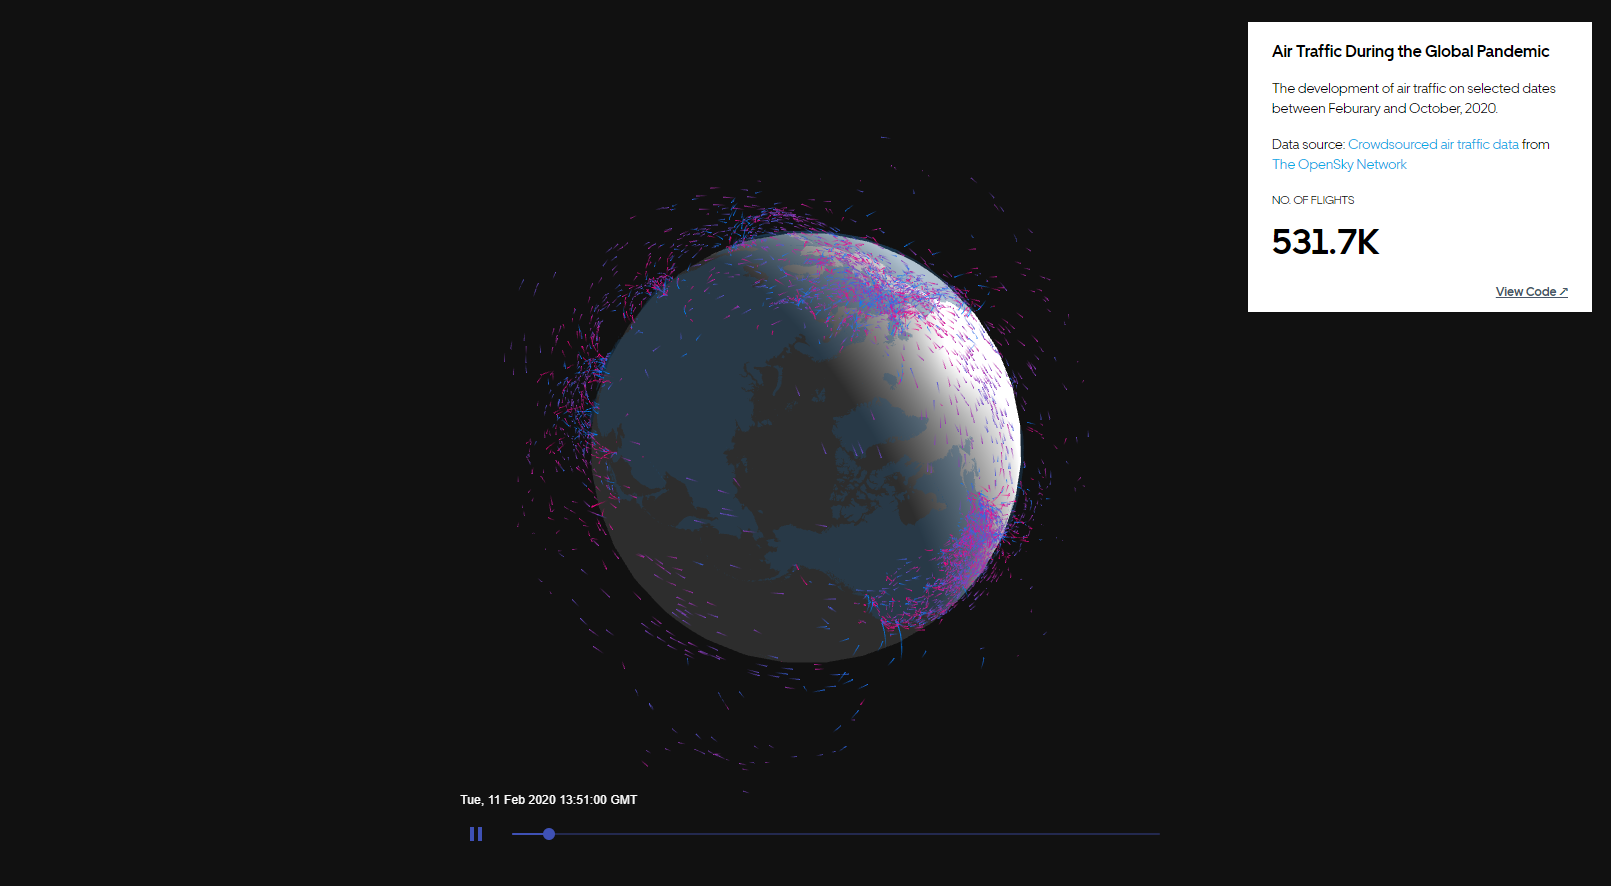 Air Traffic During the Global Pandemic
The development of air traffic on selected dates
between Feburary and October, 2020.
Data source: Crowdsourced air traffic data from
The OpenSky Network
NO. OF FLIGHTS
531.7K
View Code ↗
Tue, 11 Feb 2020 13:51:00 GMT